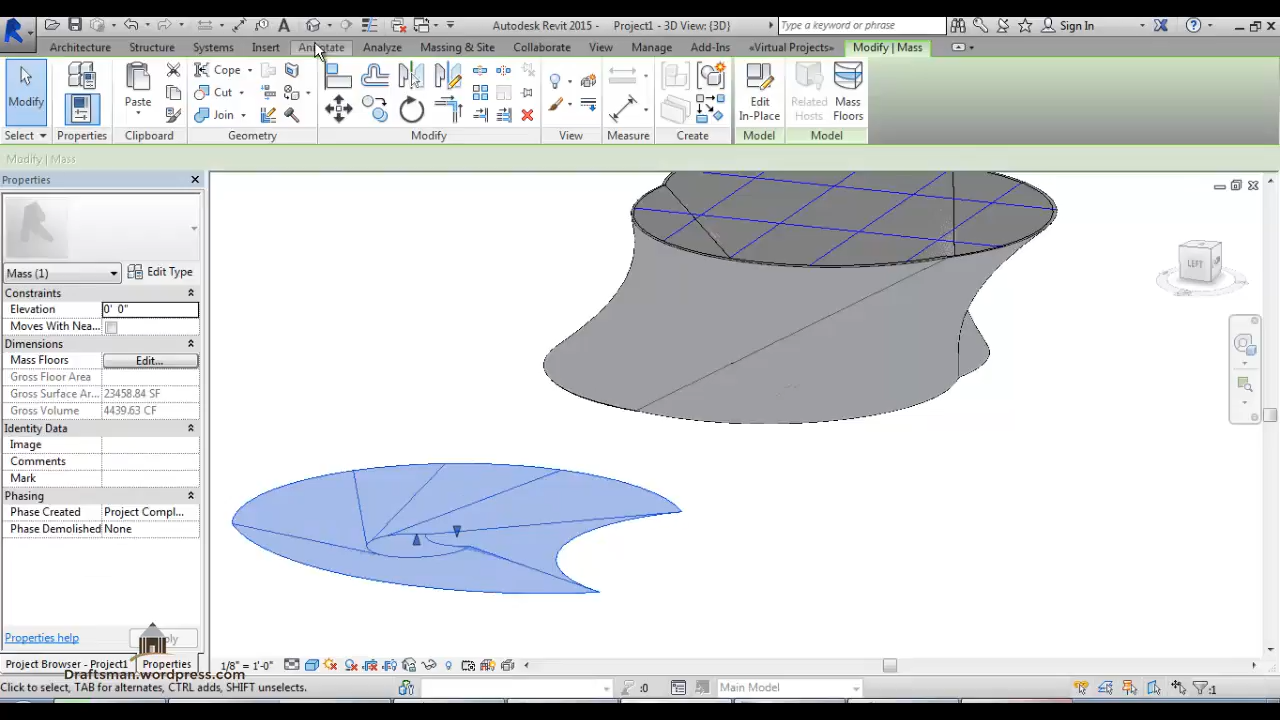 Autodesk Revit 2015 - Project1 - 3D View: {3D}
Type a keyword or phrase
Sign In
Architecture Structure Systems Insert Annotate Analyze Massing & Site Collaborate View Manage Add-Ins «Virtual Projects» Modify | Mass
Cope
Cut
Join
Modify
Paste
Edit In-Place
Related Hosts
Mass Floors
Select Properties Clipboard Geometry Modify View Measure Create Model Model
Modify | Mass
Properties
Mass (1)
Edit Type
Constraints
Elevation 0' 0"
Moves With Nea...
Dimensions
Mass Floors Edit...
Gross Floor Area
Gross Surface Ar... 23458.84 SF
Gross Volume 4439.63 CF
Identity Data
Image
Comments
Mark
Phasing
Phase Created Project Compl...
Phase Demolished None
LEFT
Properties help
Project Browser - Project1 Properties
1/8" = 1'-0"
Draftsman.wordpress.com
Click to select, TAB for alternates, CTRL adds, SHIFT unselects.
:0
Main Model
:1